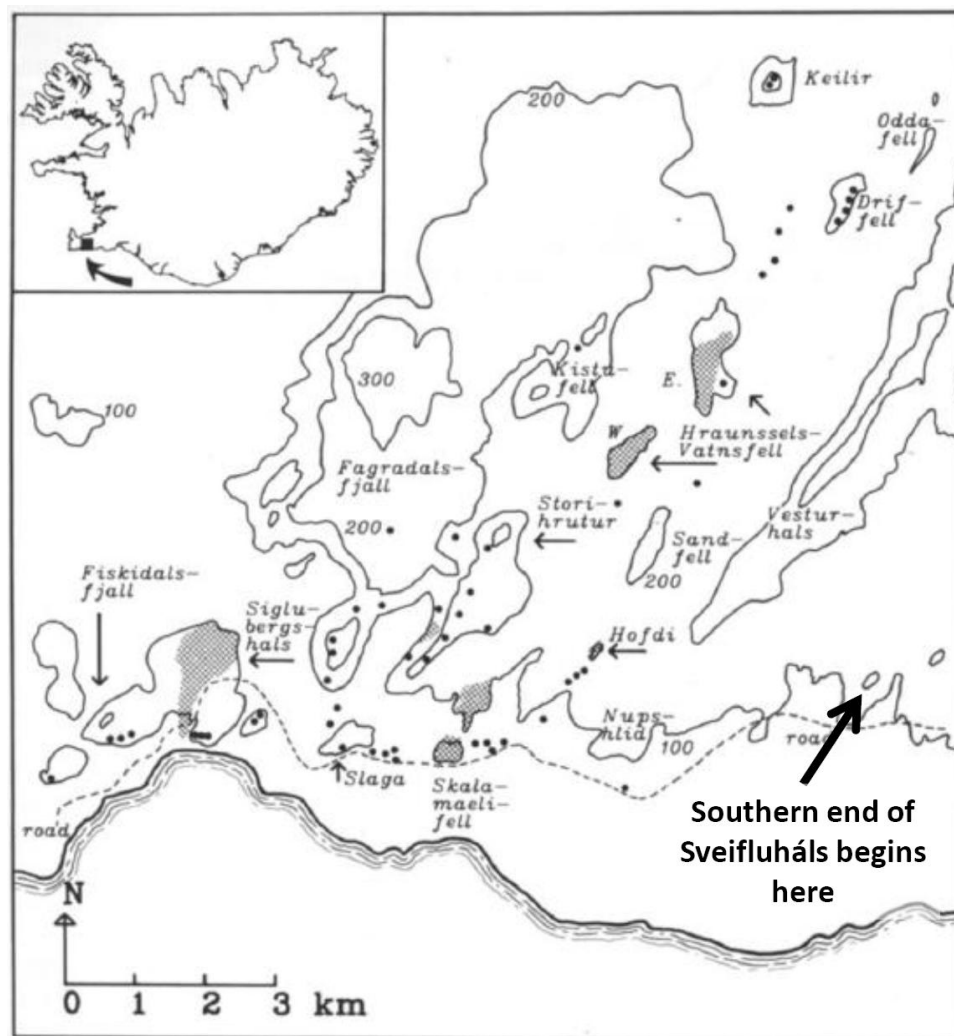 200
Keilir
Odda-
fell
Drif-
fell
300
Kistu-
fell
E.
100
W
Hraunssels-
Vatnsfell
Fagradals-
fjall
Stori-
hrutur
Vestur-
hals
200
Sand-
fell
200
Fiskidals-
fjall
Siglu-
bergs-
hals
Hofdi
Nups-
hlid
100
road
Slaga
Skala-
maeli-
fell
Southern end of
Sveifluháls begins
here
road
N
0 1 2 3 km